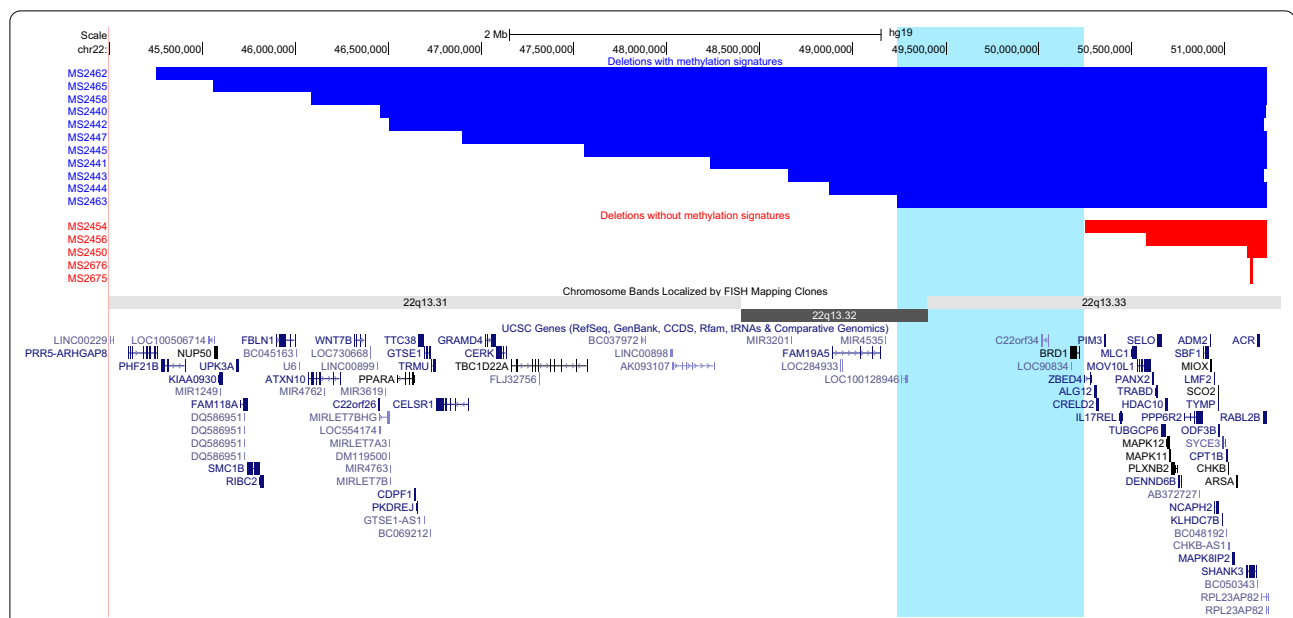 Scale 2 Mb hg19
chr22: 45,500,000 46,000,000 46,500,000 47,000,000 47,500,000 48,000,000 48,500,000 49,000,000 49,500,000 50,000,000 50,500,000 51,000,000
Deletions with methylation signatures
MS2462
MS2465
MS2458
MS2440
MS2442
MS2447
MS2445
MS2441
MS2443
MS2444
MS2463
Deletions without methylation signatures
MS2454
MS2456
MS2450
MS2676
MS2675
Chromosome Bands Localized by FISH Mapping Clones
22q13.31 22q13.33
22q13.32
UCSC Genes (RefSeq, GenBank, CCDS, Rfam, tRNAs & Comparative Genomics)
LINC00229 LOC100506714 FBLN1 WNT7B TTC38 GRAMD4 BC037972 MIR3201 MIR4535 C22orf34 PIM3 SELO ADM2 ACR
PRR5-ARHGAP8 NUP50 BC045163 LOC730668 GTSE1 CERK LINC00898 FAM19A5 BRD1 MLC1 SBF1
PHF21B UPK3A U6 LINC00899 TRMU TBC1D22A AK093107 LOC284933 LOC90834 MOV10L1 MIOX
KIAA0930 ATXN10 PPARA FLJ32756 LOC100128946 ZBED4 PANX2 LMF2
MIR1249 MIR4762 MIR3619 ALG12 TRABD SCO2
FAM118A C22orf26 CELSR1 CRELD2 HDAC10 TYMP
DQ586951 MIRLET7BHG IL17REL PPP6R2 RABL2B
DQ586951 LOC554174 TUBGCP6 ODF3B
DQ586951 MIRLET7A3 MAPK12 SYCE3
DQ586951 DM119500 MAPK11 CPT1B
SMC1B MIR4763 PLXNB2 CHKB
RIBC2 MIRLET7B DENND6B ARSA
CDPF1 AB372727
PKDREJ NCAPH2
GTSE1-AS1 KLHDC7B
BC069212 BC048192
CHKB-AS1
MAPK8IP2
SHANK3
BC050343
RPL23AP82
RPL23AP82